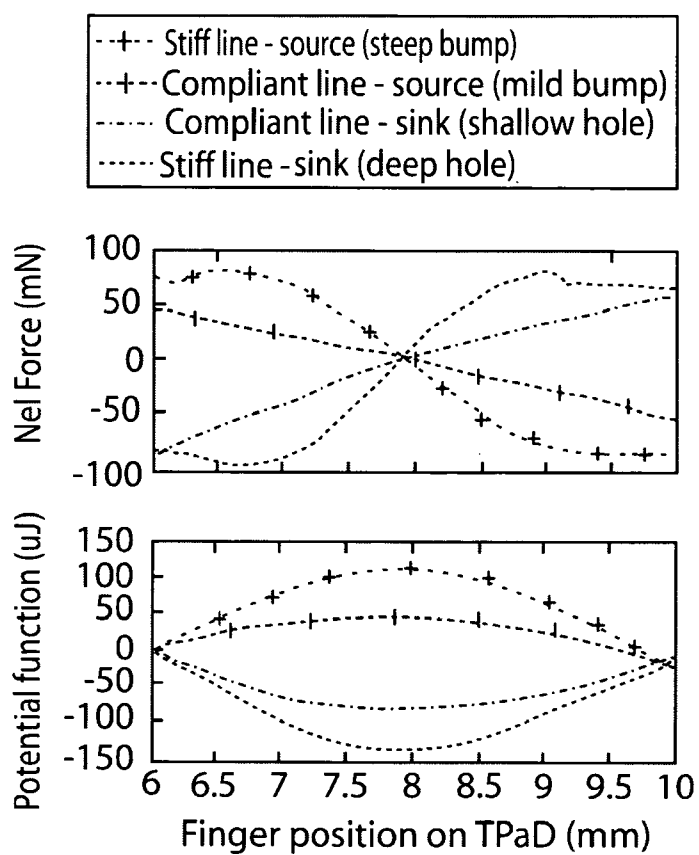 Stiff line - source (steep bump)
Compliant line - source (mild bump)
Compliant line - sink (shallow hole)
Stiff line - sink (deep hole)
Nel Force (mN)
100
50
0
-50
-100
Potential function (uJ)
150
100
50
0
-50
-100
-150
6 6.5 7 7.5 8 8.5 9 9.5 10
Finger position on TPaD (mm)